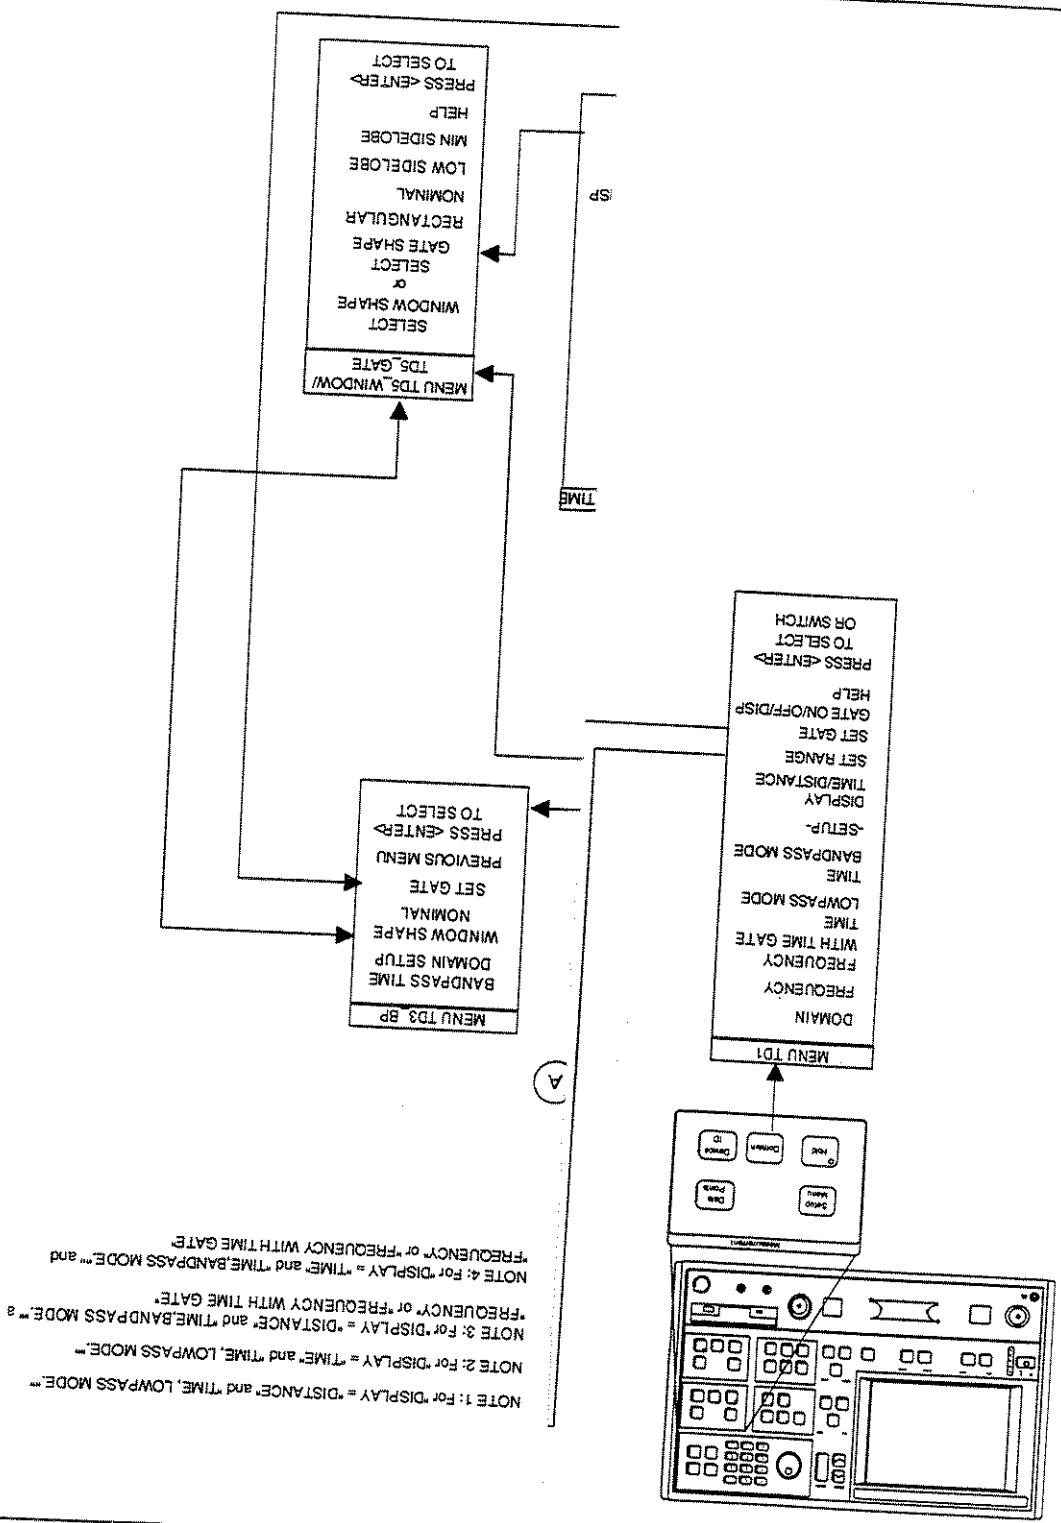 Measurement
Setup
Menu
Data
Points
Hold
Domain
Device
ID
MENU TD1
DOMAIN
FREQUENCY
FREQUENCY
WITH TIME GATE
TIME
LOWPASS MODE
TIME
BANDPASS MODE
-SETUP-
DISPLAY
TIME/DISTANCE
SET RANGE
SET GATE
GATE ON/OFF/DISP
HELP
PRESS <ENTER>
TO SELECT
OR SWITCH
NOTE 1: For "DISPLAY = "DISTANCE" and "TIME, LOWPASS MODE.""
NOTE 2: For "DISPLAY = "TIME" and "TIME, LOWPASS MODE.""
NOTE 3: For "DISPLAY = "DISTANCE" and "TIME,BANDPASS MODE."" a
"FREQUENCY" or "FREQUENCY WITH TIME GATE"
NOTE 4: For "DISPLAY = "TIME" and "TIME,BANDPASS MODE."" and
"FREQUENCY" or "FREQUENCY WITH TIME GATE"
A
MENU TD3_BP
BANDPASS TIME
DOMAIN SETUP
WINDOW SHAPE
NOMINAL
SET GATE
PREVIOUS MENU
PRESS <ENTER>
TO SELECT
TIME
SP
MENU TD5_WINDOW/
TD5_GATE
SELECT
WINDOW SHAPE
or
SELECT
GATE SHAPE
RECTANGULAR
NOMINAL
LOW SIDELOBE
MIN SIDELOBE
HELP
PRESS <ENTER>
TO SELECT